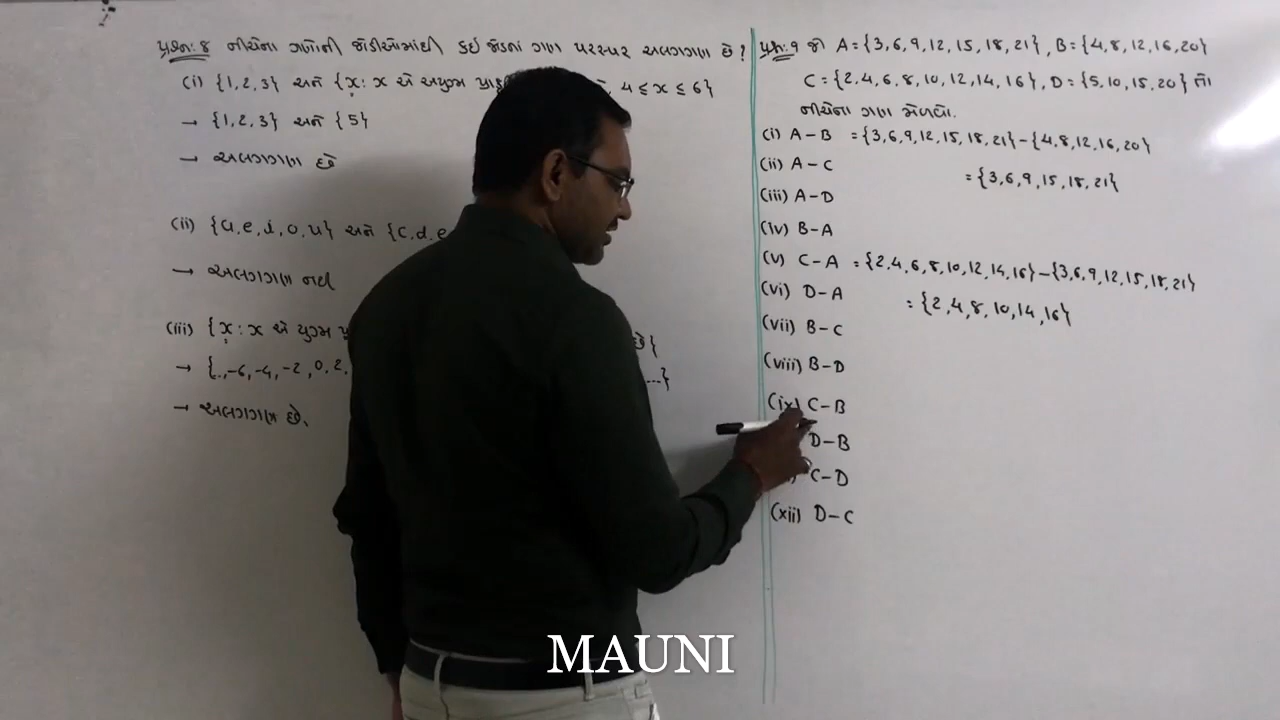 પ્રશ્ન: 8 નીચેના ગણોની જોડીઓમાંથી કઈ જોડનાં ગણ પરસ્પર અલગગણ છે?
(i) {1, 2, 3} અને {x : x એ અયુગ્મ 4 ≤ x ≤ 6}
→ {1, 2, 3} અને {5}
→ અલગગણ છે
(ii) {a, e, i, o, u} અને {c, d, e
→ અલગગણ નથી
(iii) {x : x એ યુગ્મ છે}
→ {.., -6, -4, -2, 0, 2, ...}
→ અલગગણ છે.
પ્રશ્ન: 9 જો A = {3, 6, 9, 12, 15, 18, 21}, B = {4, 8, 12, 16, 20}
C = {2, 4, 6, 8, 10, 12, 14, 16}, D = {5, 10, 15, 20} તો
નીચેના ગણ મેળવો.
(i) A - B = {3, 6, 9, 12, 15, 18, 21} - {4, 8, 12, 16, 20}
= {3, 6, 9, 15, 18, 21}
(ii) A - C
(iii) A - D
(iv) B - A
(v) C - A = {2, 4, 6, 8, 10, 12, 14, 16} - {3, 6, 9, 12, 15, 18, 21}
= {2, 4, 8, 10, 14, 16}
(vi) D - A
(vii) B - C
(viii) B - D
(ix) C - B
D - B
C - D
(xii) D - C
MAUNI